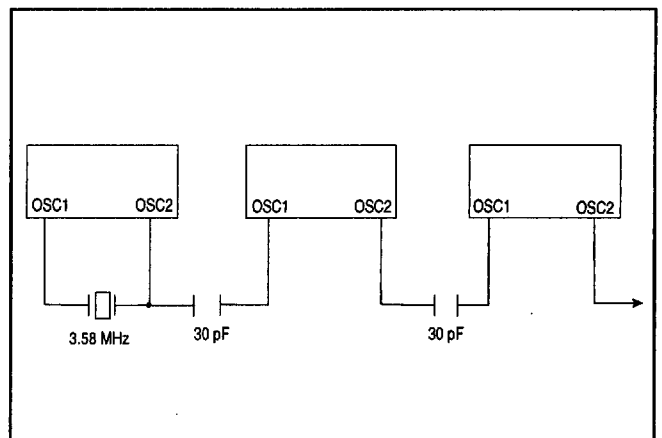 OSC1 OSC2 OSC1 OSC2 OSC1 OSC2
3.58 MHz 30 pF 30 pF